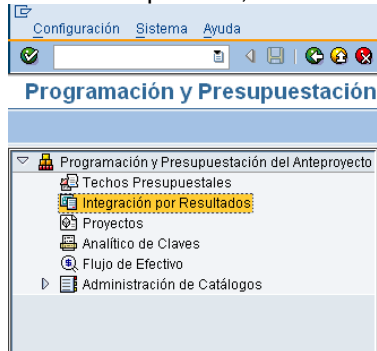 Configuración Sistema Ayuda
Programación y Presupuestación
Programación y Presupuestación del Anteproyecto
Techos Presupuestales
Integración por Resultados
Proyectos
Analítico de Claves
Flujo de Efectivo
Administración de Catálogos